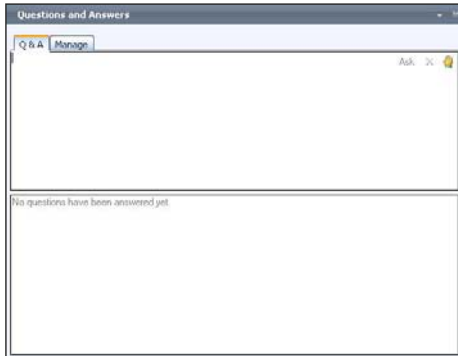 Questions and Answers
Q & A Manage
Ask
No questions have been answered yet